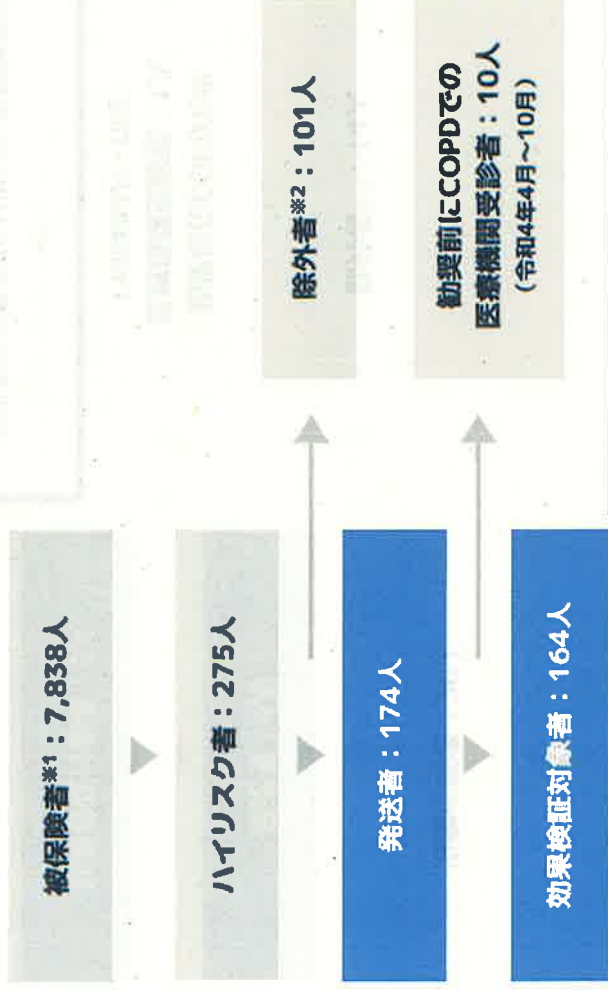 被保険者※1：7,838人
ハイリスク者：275人
除外者※2：101人
発送者：174人
勧奨前にCOPDでの
医療機関受診者：10人
（令和4年4月～10月）
効果検証対象者：164人